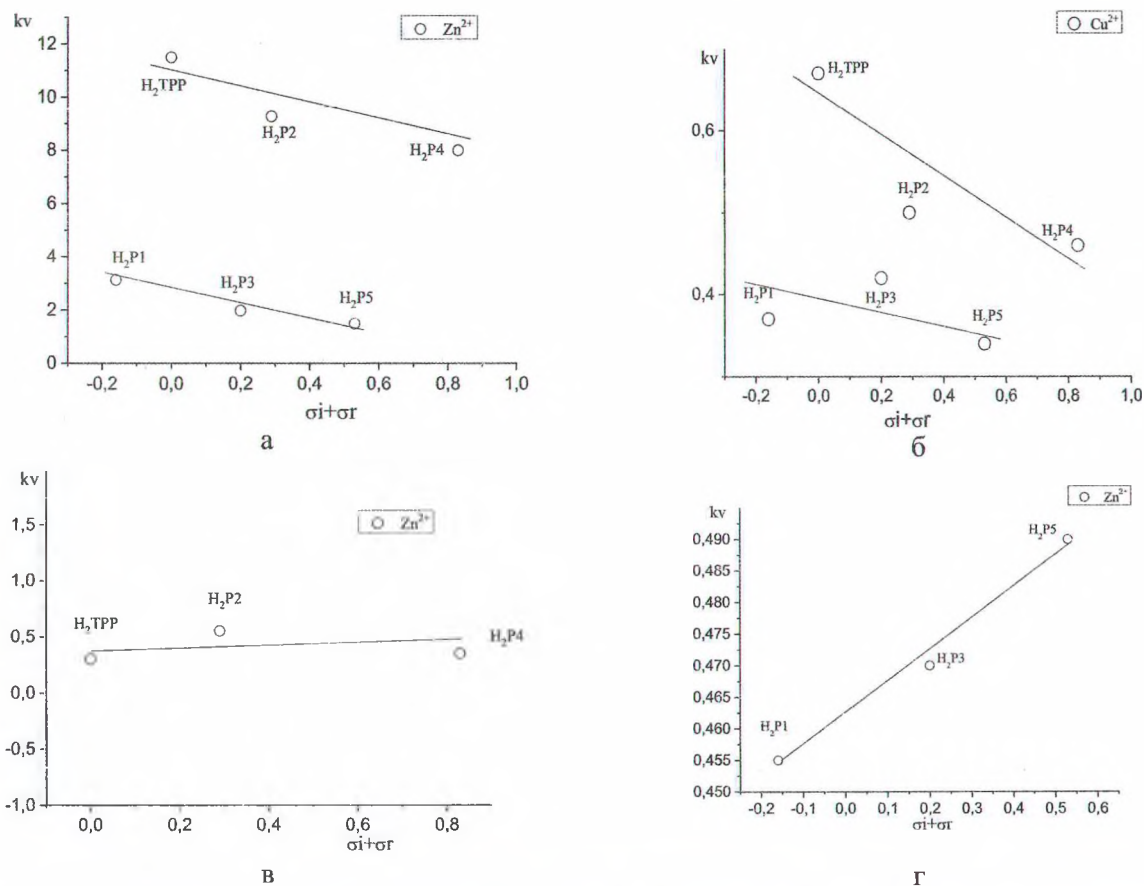 kv
Zn²⁺
12
10
8
6
4
2
0
H₂TPP
H₂P2
H₂P4
H₂P1
H₂P3
H₂P5
-0,2 0,0 0,2 0,4 0,6 0,8 1,0
σi+σr
а
Cu²⁺
kv
0,6
0,4
H₂TPP
H₂P2
H₂P4
H₂P1
H₂P3
H₂P5
-0,2 0,0 0,2 0,4 0,6 0,8 1,0
σi+σr
б
kv
Zn²⁺
1,5
1,0
0,5
0,0
-0,5
-1,0
H₂TPP
H₂P2
H₂P4
0,0 0,2 0,4 0,6 0,8
σi+σr
в
Zn²⁺
kv
0,490
0,485
0,480
0,475
0,470
0,465
0,460
0,455
0,450
H₂P5
H₂P3
H₂P1
-0,2 -0,1 0,0 0,1 0,2 0,3 0,4 0,5 0,6
σi+σr
г